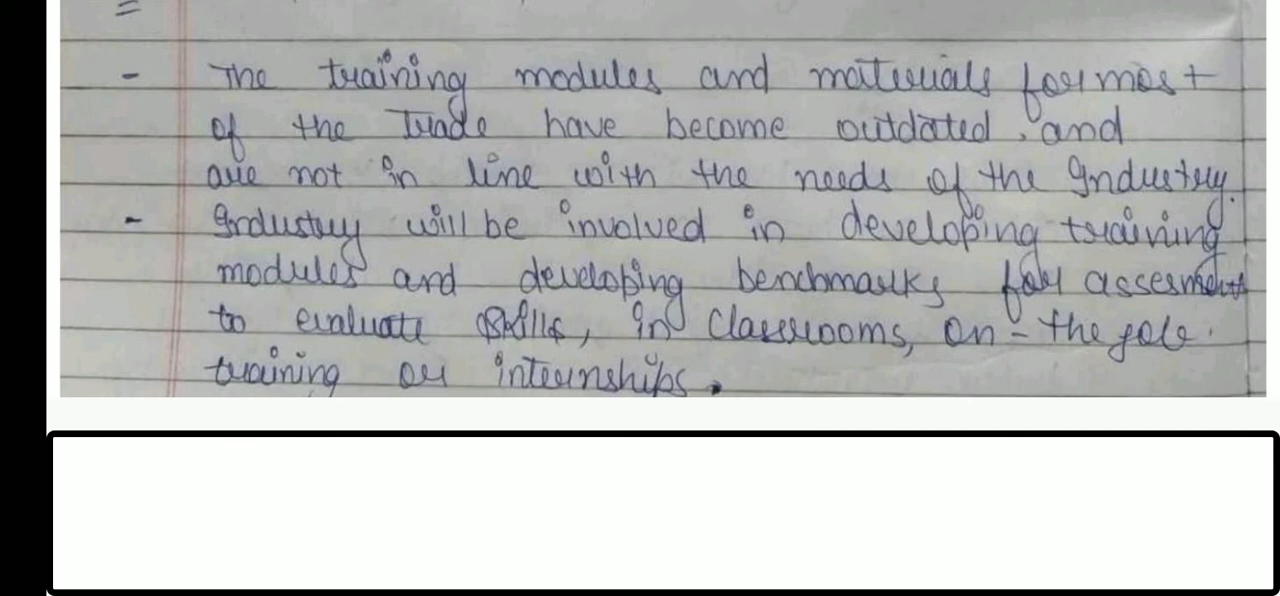 - The training modules and materials for most
of the Trade have become outdated, and
are not in line with the needs of the Industry.
- Industry will be involved in developing training
modules and developing benchmarks for assesment
to evaluate skills, in Classrooms, on-the jole
training or internships.